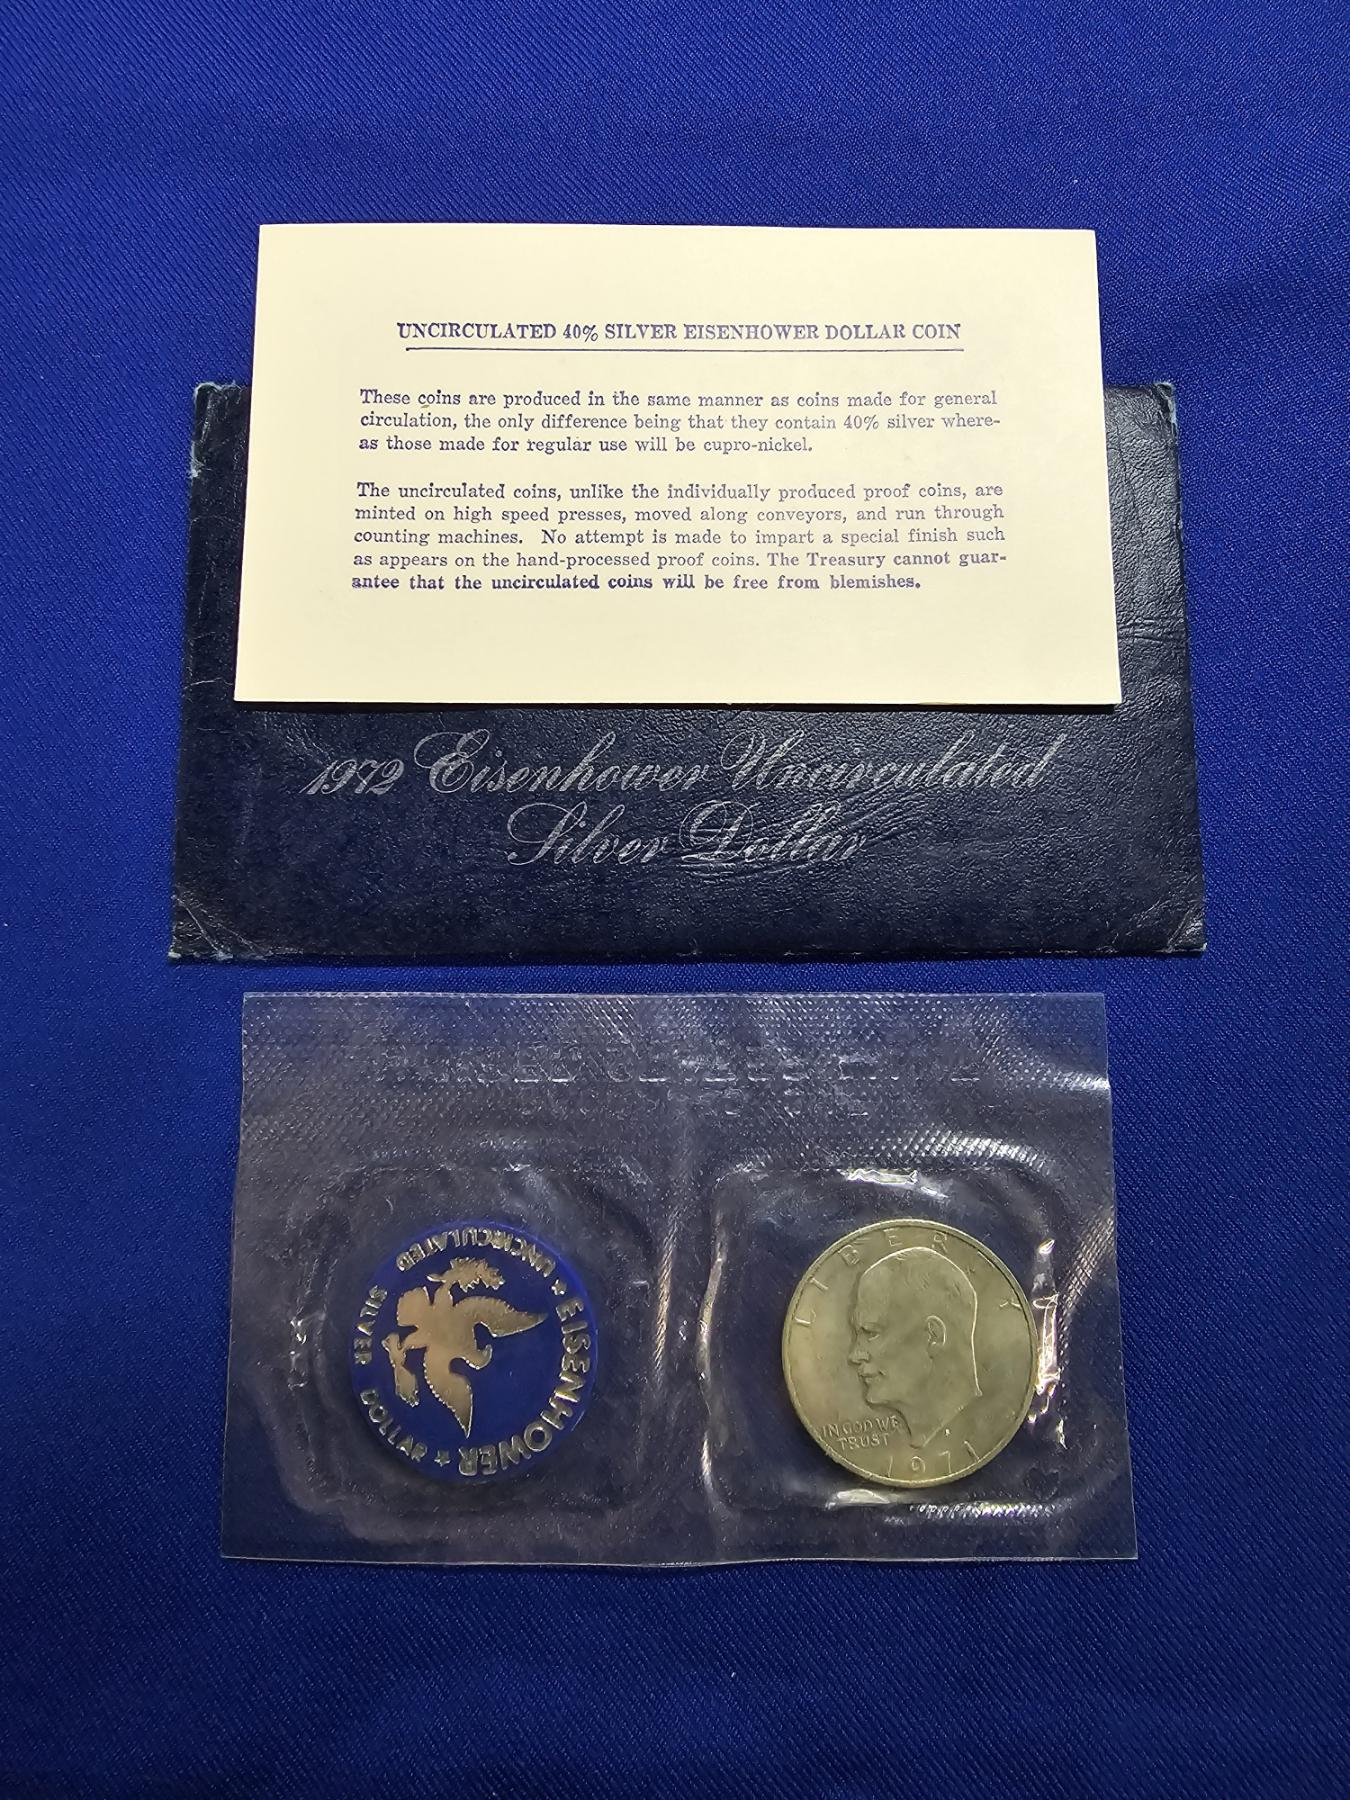 UNCIRCULATED 40% SILVER EISENHOWER DOLLAR COIN
These coins are produced in the same manner as coins made for general
circulation, the only difference being that they contain 40% silver where-
as those made for regular use will be cupro-nickel.
The uncirculated coins, unlike the individually produced proof coins, are
minted on high speed presses, moved along conveyors, and run through
counting machines. No attempt is made to impart a special finish such
as appears on the hand-processed proof coins. The Treasury cannot guar-
antee that the uncirculated coins will be free from blemishes.
1972 Eisenhower Uncirculated
Silver Dollar
★ EISENHOWER ★
UNCIRCULATED SILVER DOLLAR
LIBERTY
IN GOD WE
TRUST
1971